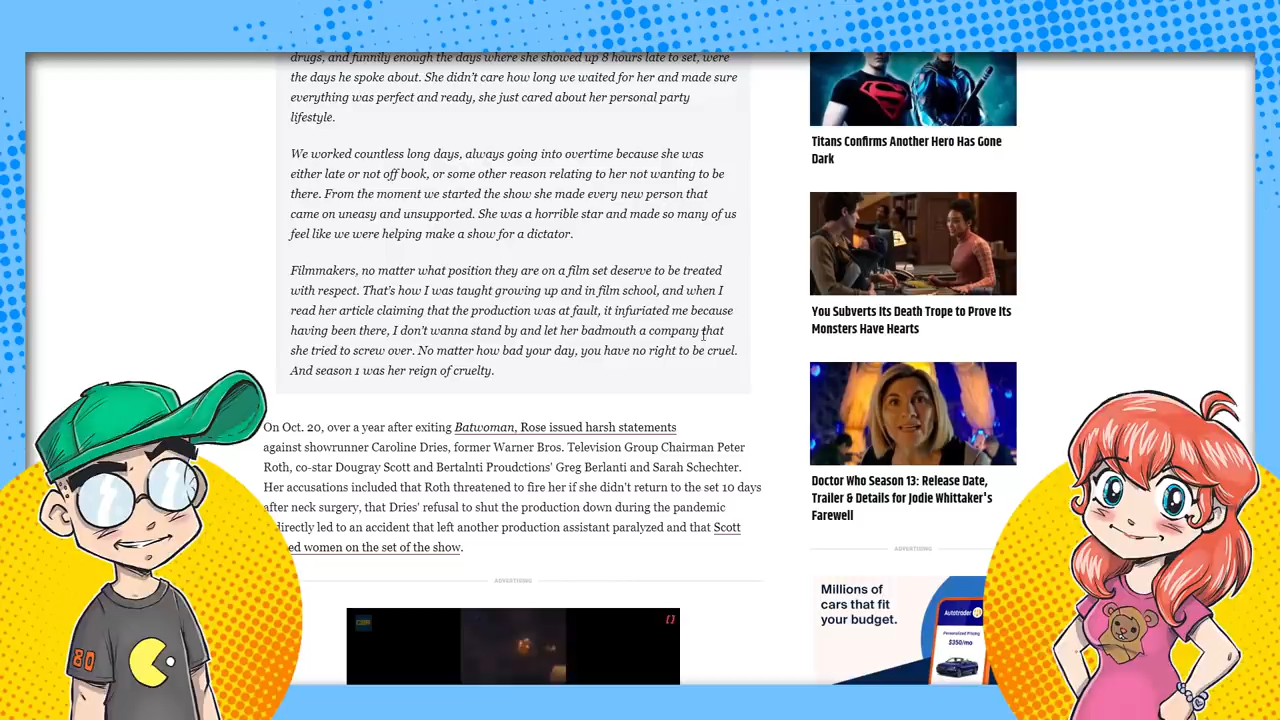 drugs, and funnily enough the days where she showed up 8 hours late to set, were
the days he spoke about. She didn't care how long we waited for her and made sure
everything was perfect and ready, she just cared about her personal party
lifestyle.
We worked countless long days, always going into overtime because she was
either late or not off book, or some other reason relating to her not wanting to be
there. From the moment we started the show she made every new person that
came on uneasy and unsupported. She was a horrible star and made so many of us
feel like we were helping make a show for a dictator.
Filmmakers, no matter what position they are on a film set deserve to be treated
with respect. That's how I was taught growing up and in film school, and when I
read her article claiming that the production was at fault, it infuriated me because
having been there, I don't wanna stand by and let her badmouth a company that
she tried to screw over. No matter how bad your day, you have no right to be cruel.
And season 1 was her reign of cruelty.
On Oct. 20, over a year after exiting Batwoman, Rose issued harsh statements
against showrunner Caroline Dries, former Warner Bros. Television Group Chairman Peter
Roth, co-star Dougray Scott and Bertalnti Proudctions' Greg Berlanti and Sarah Schechter.
Her accusations included that Roth threatened to fire her if she didn't return to the set 10 days
after neck surgery, that Dries' refusal to shut the production down during the pandemic
directly led to an accident that left another production assistant paralyzed and that Scott
ed women on the set of the show.
ADVERTISING
Titans Confirms Another Hero Has Gone
Dark
You Subverts Its Death Trope to Prove Its
Monsters Have Hearts
Doctor Who Season 13: Release Date,
Trailer & Details for Jodie Whittaker's
Farewell
ADVERTISING
Millions of
cars that fit
your budget.
Autotrader
Personalized Pricing
$350/mo
CBR
80